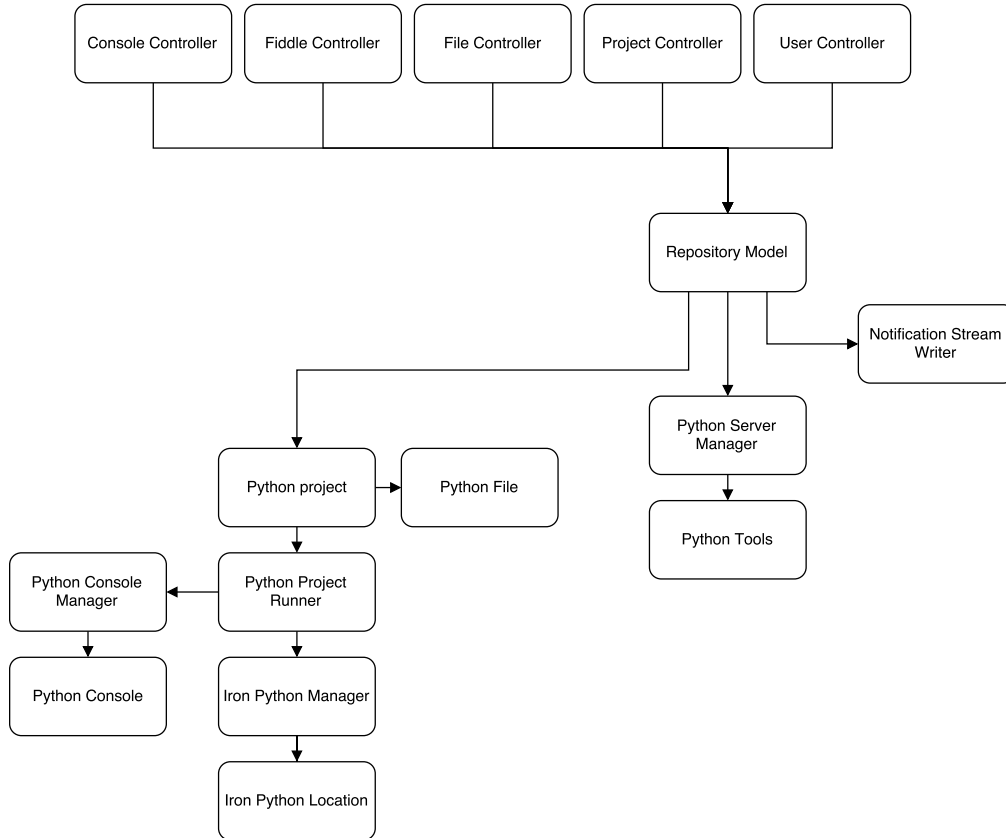 Console Controller
Fiddle Controller
File Controller
Project Controller
User Controller
Repository Model
Notification Stream
Writer
Python Server
Manager
Python project
Python File
Python Tools
Python Console
Manager
Python Project
Runner
Python Console
Iron Python Manager
Iron Python Location